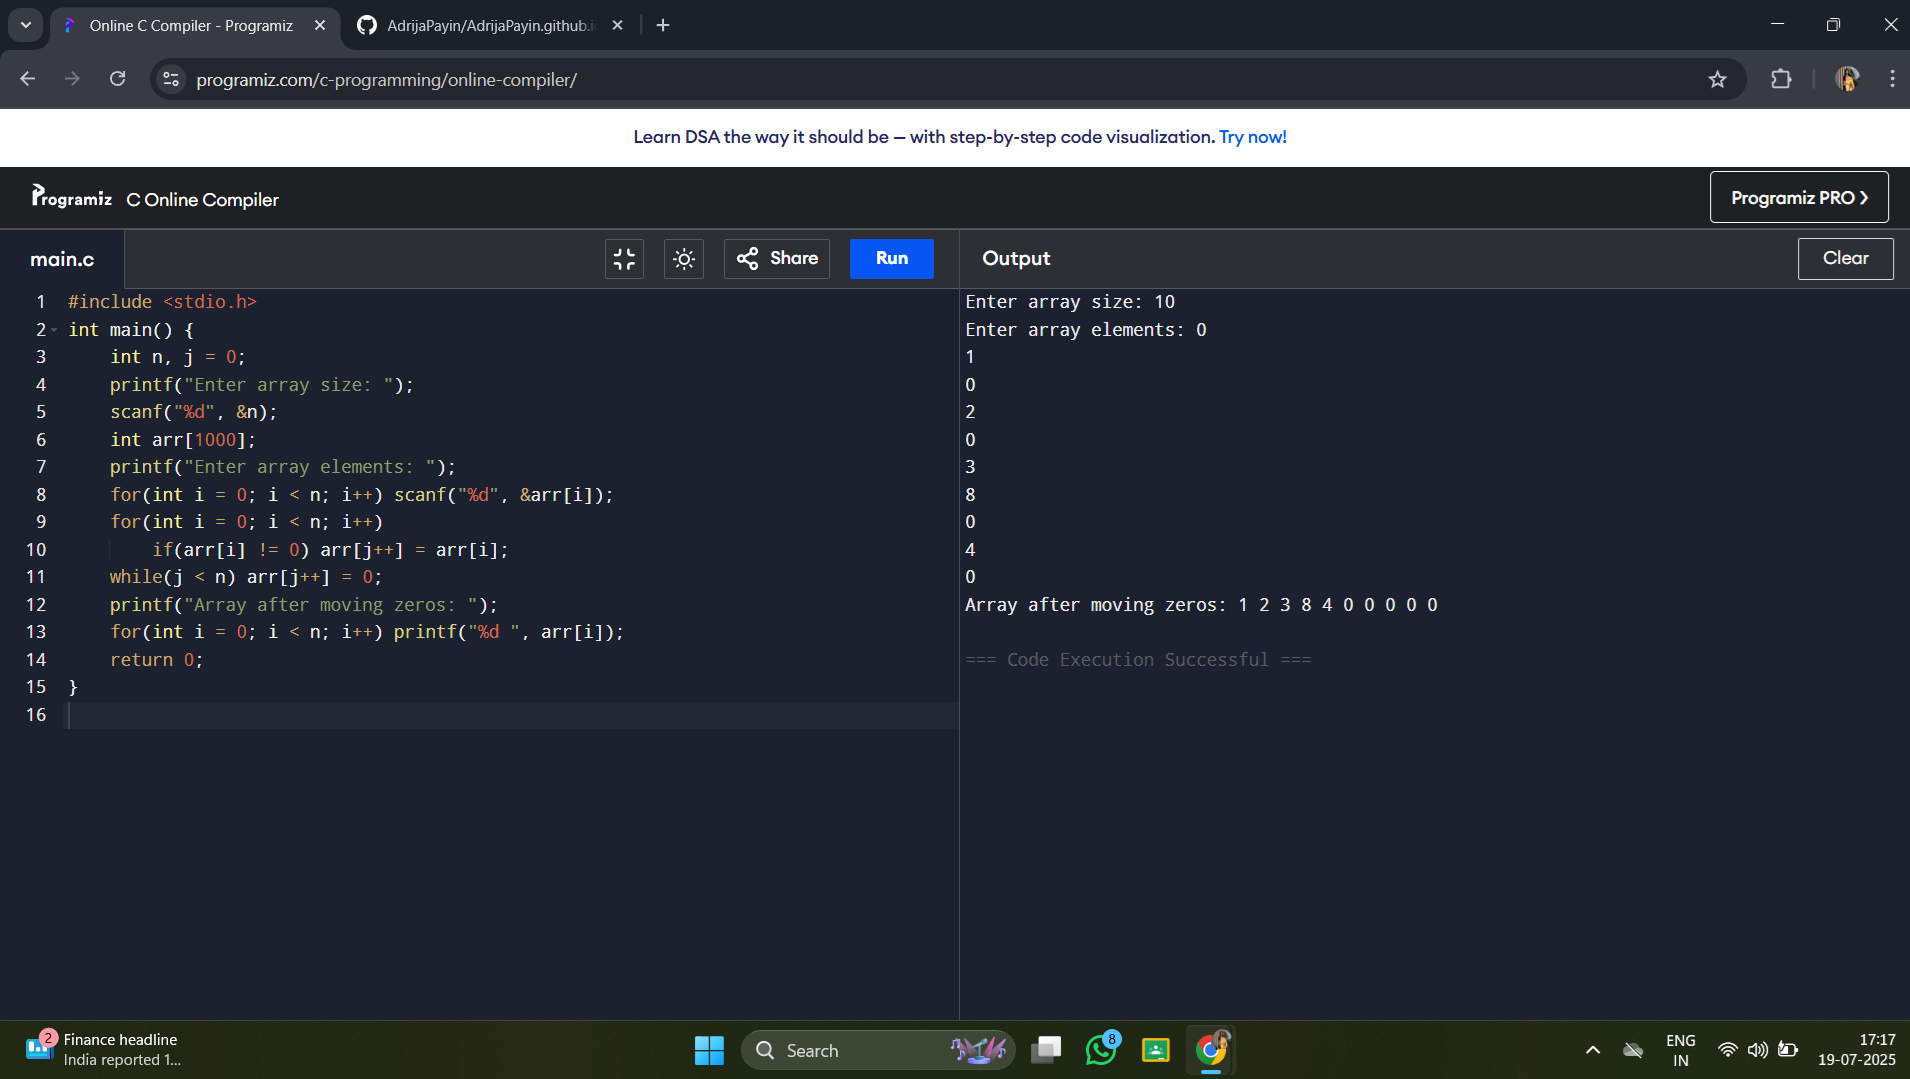 Online C Compiler - Programiz
AdrijaPayin/AdrijaPayin.github.i
programiz.com/c-programming/online-compiler/
Learn DSA the way it should be — with step-by-step code visualization. Try now!
Programiz C Online Compiler
Programiz PRO ❯
main.c
Share
Run
Output
Clear
1 #include <stdio.h>
2 int main() {
3     int n, j = 0;
4     printf("Enter array size: ");
5     scanf("%d", &n);
6     int arr[1000];
7     printf("Enter array elements: ");
8     for(int i = 0; i < n; i++) scanf("%d", &arr[i]);
9     for(int i = 0; i < n; i++)
10         if(arr[i] != 0) arr[j++] = arr[i];
11     while(j < n) arr[j++] = 0;
12     printf("Array after moving zeros: ");
13     for(int i = 0; i < n; i++) printf("%d ", arr[i]);
14     return 0;
15 }
16
Enter array size: 10
Enter array elements: 0
1
0
2
0
3
8
0
4
0
Array after moving zeros: 1 2 3 8 4 0 0 0 0 0
=== Code Execution Successful ===
2
Finance headline
India reported 1...
Search
8
ENG
IN
17:17
19-07-2025